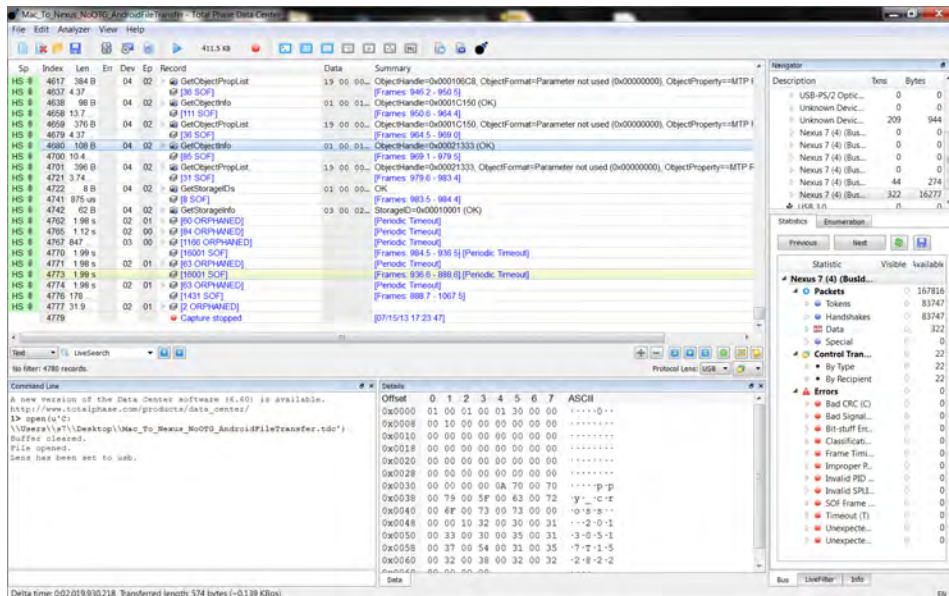 Mac_To_Nexus_NoOTG_AndroidFileTransfer - Total Phase Data Center
File Edit Analyzer View Help
411.5 KB
Sp Index Len Err Dev Ep Record Data Summary
HS 4617 384 B 04 02 GetObjectPropList 19 00 00... ObjectHandle=0x000106C8, ObjectFormat=Parameter not used (0x00000000), ObjectProperty==MTP F
HS 4637 4.37 [36 SOF] [Frames: 946.2 - 950.5]
HS 4638 98 B 04 02 GetObjectInfo 01 00 01... ObjectHandle=0x0001C150 (OK)
HS 4658 13.7... [111 SOF] [Frames: 950.6 - 964.4]
HS 4659 376 B 04 02 GetObjectPropList 19 00 00... ObjectHandle=0x0001C150, ObjectFormat=Parameter not used (0x00000000), ObjectProperty==MTP F
HS 4679 4.37 [36 SOF] [Frames: 964.5 - 969.0]
HS 4680 108 B 04 02 GetObjectInfo 01 00 01... ObjectHandle=0x00021333 (OK)
HS 4700 10.4... [85 SOF] [Frames: 969.1 - 979.5]
HS 4701 396 B 04 02 GetObjectPropList 19 00 00... ObjectHandle=0x00021333, ObjectFormat=Parameter not used (0x00000000), ObjectProperty==MTP F
HS 4721 3.74 [31 SOF] [Frames: 979.6 - 983.4]
HS 4722 8 B 04 02 GetStorageIDs 01 00 00... OK
HS 4741 875 us [8 SOF] [Frames: 983.5 - 984.4]
HS 4742 62 B 04 02 GetStorageInfo 03 00 02... StorageID=0x00010001 (OK)
HS 4762 1.98 s 02 01 [60 ORPHANED] [Periodic Timeout]
HS 4765 1.12 s 02 00 [84 ORPHANED] [Periodic Timeout]
HS 4767 847 03 00 [1166 ORPHANED] [Periodic Timeout]
HS 4770 1.99 s [16001 SOF] [Frames: 984.5 - 936.5] [Periodic Timeout]
HS 4771 1.98 s 02 01 [63 ORPHANED] [Periodic Timeout]
HS 4773 1.99 s [16001 SOF] [Frames: 936.6 - 888.6] [Periodic Timeout]
HS 4774 1.98 s 02 01 [63 ORPHANED] [Periodic Timeout]
HS 4776 178 [1431 SOF] [Frames: 888.7 - 1067.5]
HS 4777 31.9 02 01 [2 ORPHANED]
4779 Capture stopped [07/15/13 17:23:47]
Text LiveSearch
No filter: 4780 records.
Protocol Lens: USB
Command Line
A new version of the Data Center software (6.60) is available.
http://www.totalphase.com/products/data_center/
1> open(u'C:
\\Users\\s7\\Desktop\\Mac_To_Nexus_NoOTG_AndroidFileTransfer.tdc')
Buffer cleared.
File opened.
Lens has been set to usb.
Details
Offset 0 1 2 3 4 5 6 7 ASCII
0x0000 01 00 01 00 01 30 00 00 ·····0··
0x0008 00 10 00 00 00 00 00 00 ········
0x0010 00 00 00 00 00 00 00 00 ········
0x0018 00 00 00 00 00 00 00 00 ········
0x0020 00 00 00 00 00 00 00 00 ········
0x0028 00 00 00 00 00 00 00 00 ········
0x0030 00 00 00 00 0A 70 00 70 ·····p·p
0x0038 00 79 00 5F 00 63 00 72 ·y·_·c·r
0x0040 00 6F 00 73 00 73 00 00 ·o·s·s··
0x0048 00 00 10 32 00 30 00 31 ···2·0·1
0x0050 00 33 00 30 00 35 00 31 ·3·0·5·1
0x0058 00 37 00 54 00 31 00 35 ·7·T·1·5
0x0060 00 32 00 38 00 32 00 32 ·2·8·2·2
Data
Navigator
Description Txns Bytes
USB-PS/2 Optic... 0 0
Unknown Devic... 0 0
Unknown Devic... 209 944
Nexus 7 (4) (Bus... 0 0
Nexus 7 (4) (Bus... 0 0
Nexus 7 (4) (Bus... 0 0
Nexus 7 (4) (Bus... 44 274
Nexus 7 (4) (Bus... 322 16277
USB 3.0 0 0
Statistics Enumeration
Previous Next
Statistic Visible Available
Nexus 7 (4) (BusId...
Packets 0 167816
Tokens 0 83747
Handshakes 0 83747
Data 0 322
Special 0 0
Control Tran... 0 22
By Type 0 22
By Recipient 0 22
Errors 0 0
Bad CRC (C) 0 0
Bad Signal... 0 0
Bit-stuff Err... 0 0
Classificati... 0 0
Frame Timi... 0 0
Improper P... 0 0
Invalid PID ... 0 0
Invalid SPLI... 0 0
SOF Frame ... 0 0
Timeout (T) 0 0
Unexpecte... 0 0
Unexpecte... 0 0
Bus LiveFilter Info
Delta time: 0:02:019.930.218 Transferred length: 574 bytes (~0.139 KBps) EN